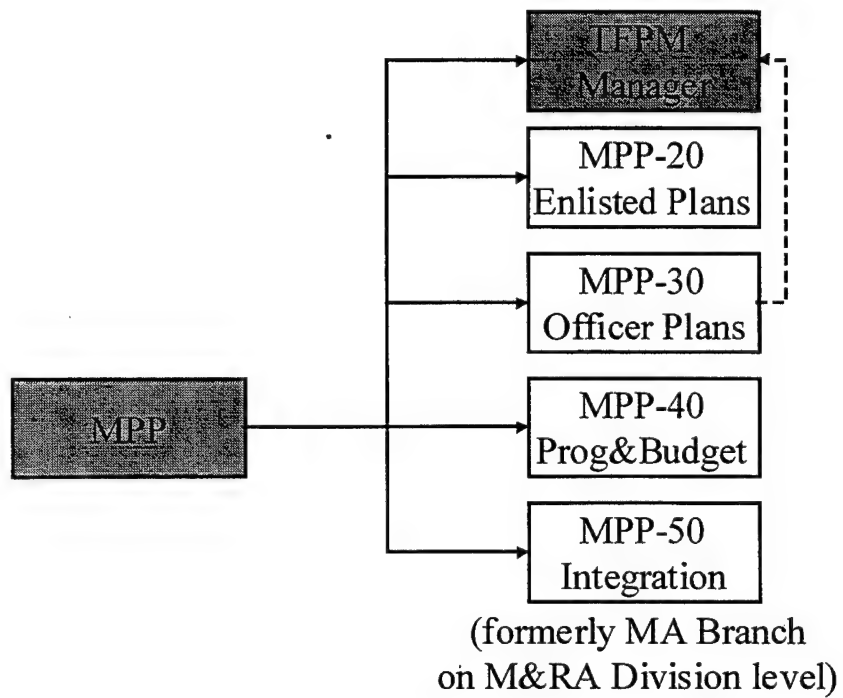 TFPM
Manager
MPP-20
Enlisted Plans
MPP-30
Officer Plans
MPP
MPP-40
Prog&Budget
MPP-50
Integration
(formerly MA Branch
on M&RA Division level)